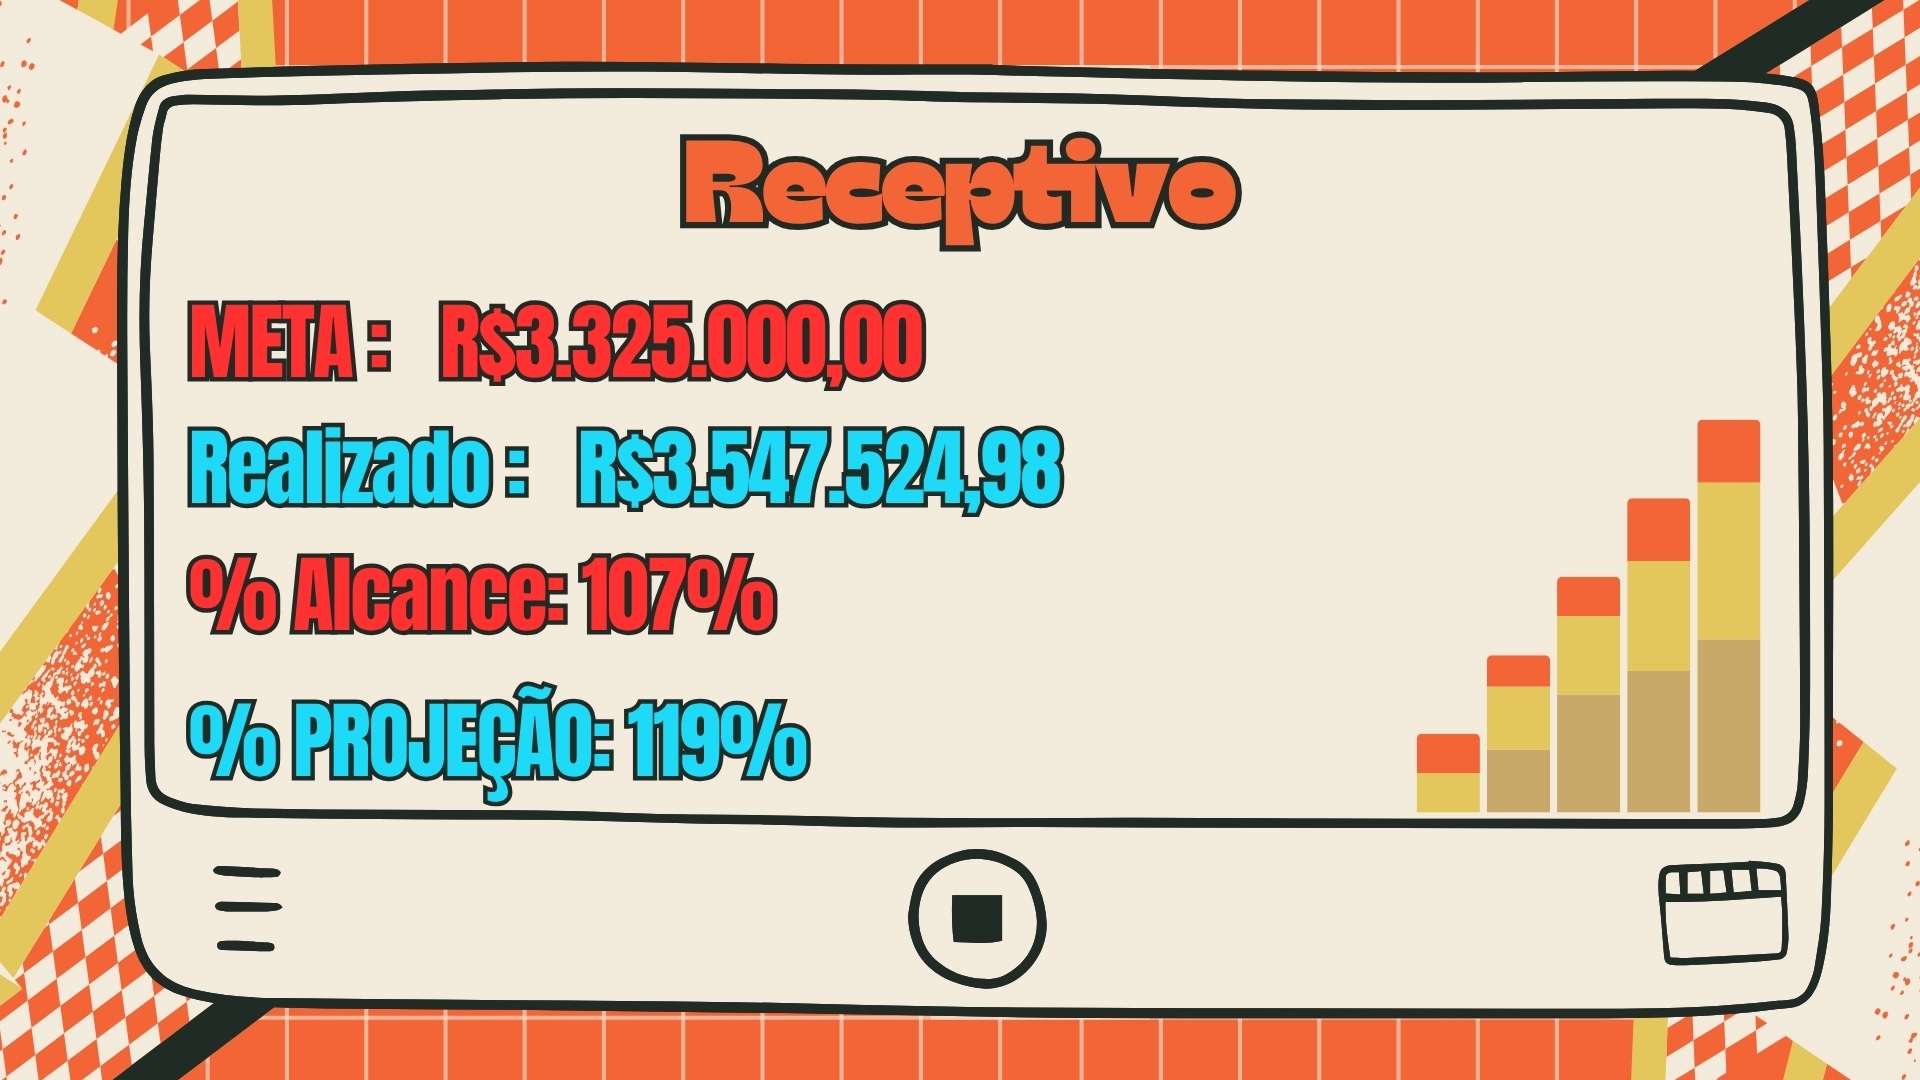 Receptivo
META : R$3.325.000,00
Realizado : R$3.547.524,98
% Alcance: 107%
% PROJEÇÃO: 119%